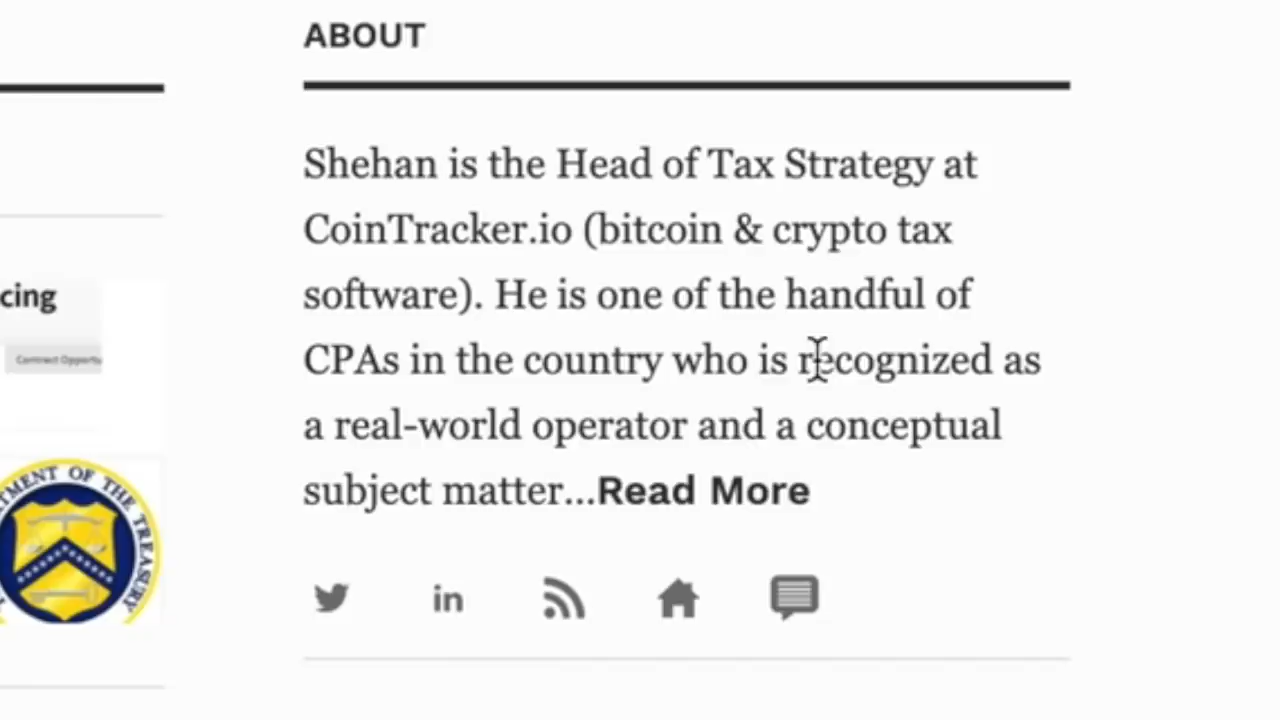 ABOUT
Shehan is the Head of Tax Strategy at
CoinTracker.io (bitcoin & crypto tax
software). He is one of the handful of
CPAs in the country who is recognized as
a real-world operator and a conceptual
subject matter...Read More
in
cing
Contract Opportu
MENT OF THE TREASURY